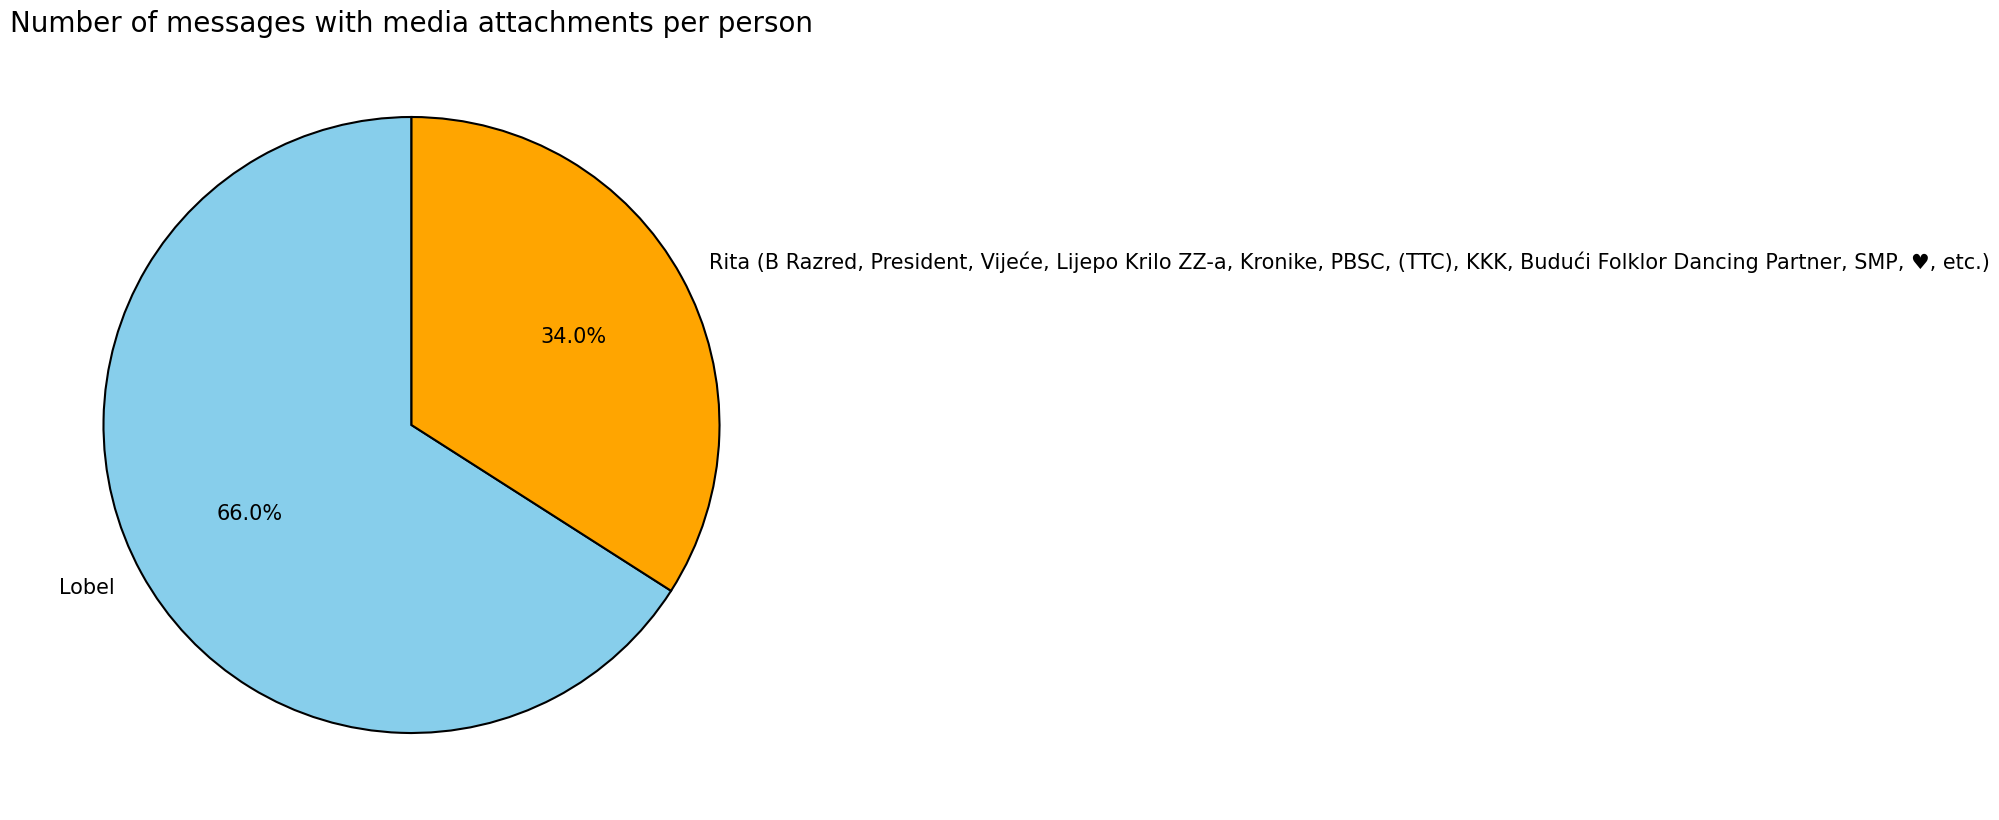 Number of messages with media attachments per person
Rita (B Razred, President, Vijeće, Lijepo Krilo ZZ-a, Kronike, PBSC, (TTC), KKK, Budući Folklor Dancing Partner, SMP, ♥, etc.)
34.0%
66.0%
Lobel